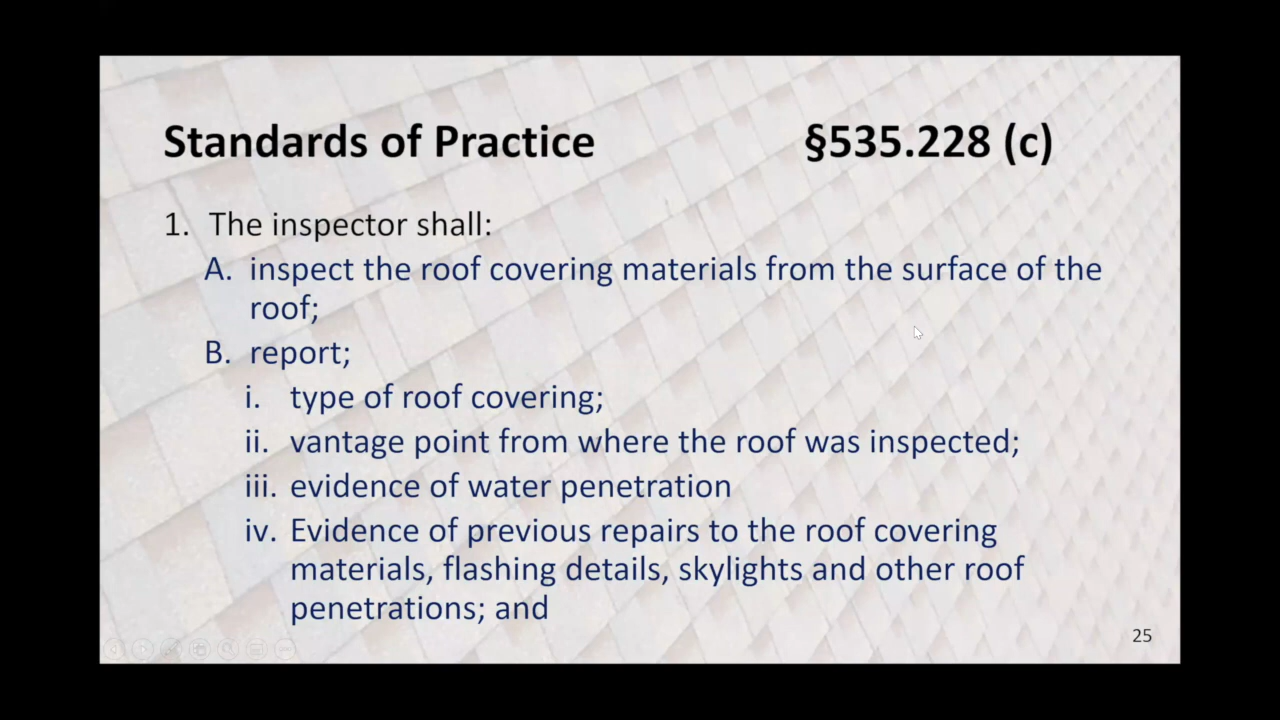 Standards of Practice §535.228 (c)
1. The inspector shall:
A. inspect the roof covering materials from the surface of the
roof;
B. report;
i. type of roof covering;
ii. vantage point from where the roof was inspected;
iii. evidence of water penetration
iv. Evidence of previous repairs to the roof covering
materials, flashing details, skylights and other roof
penetrations; and
25